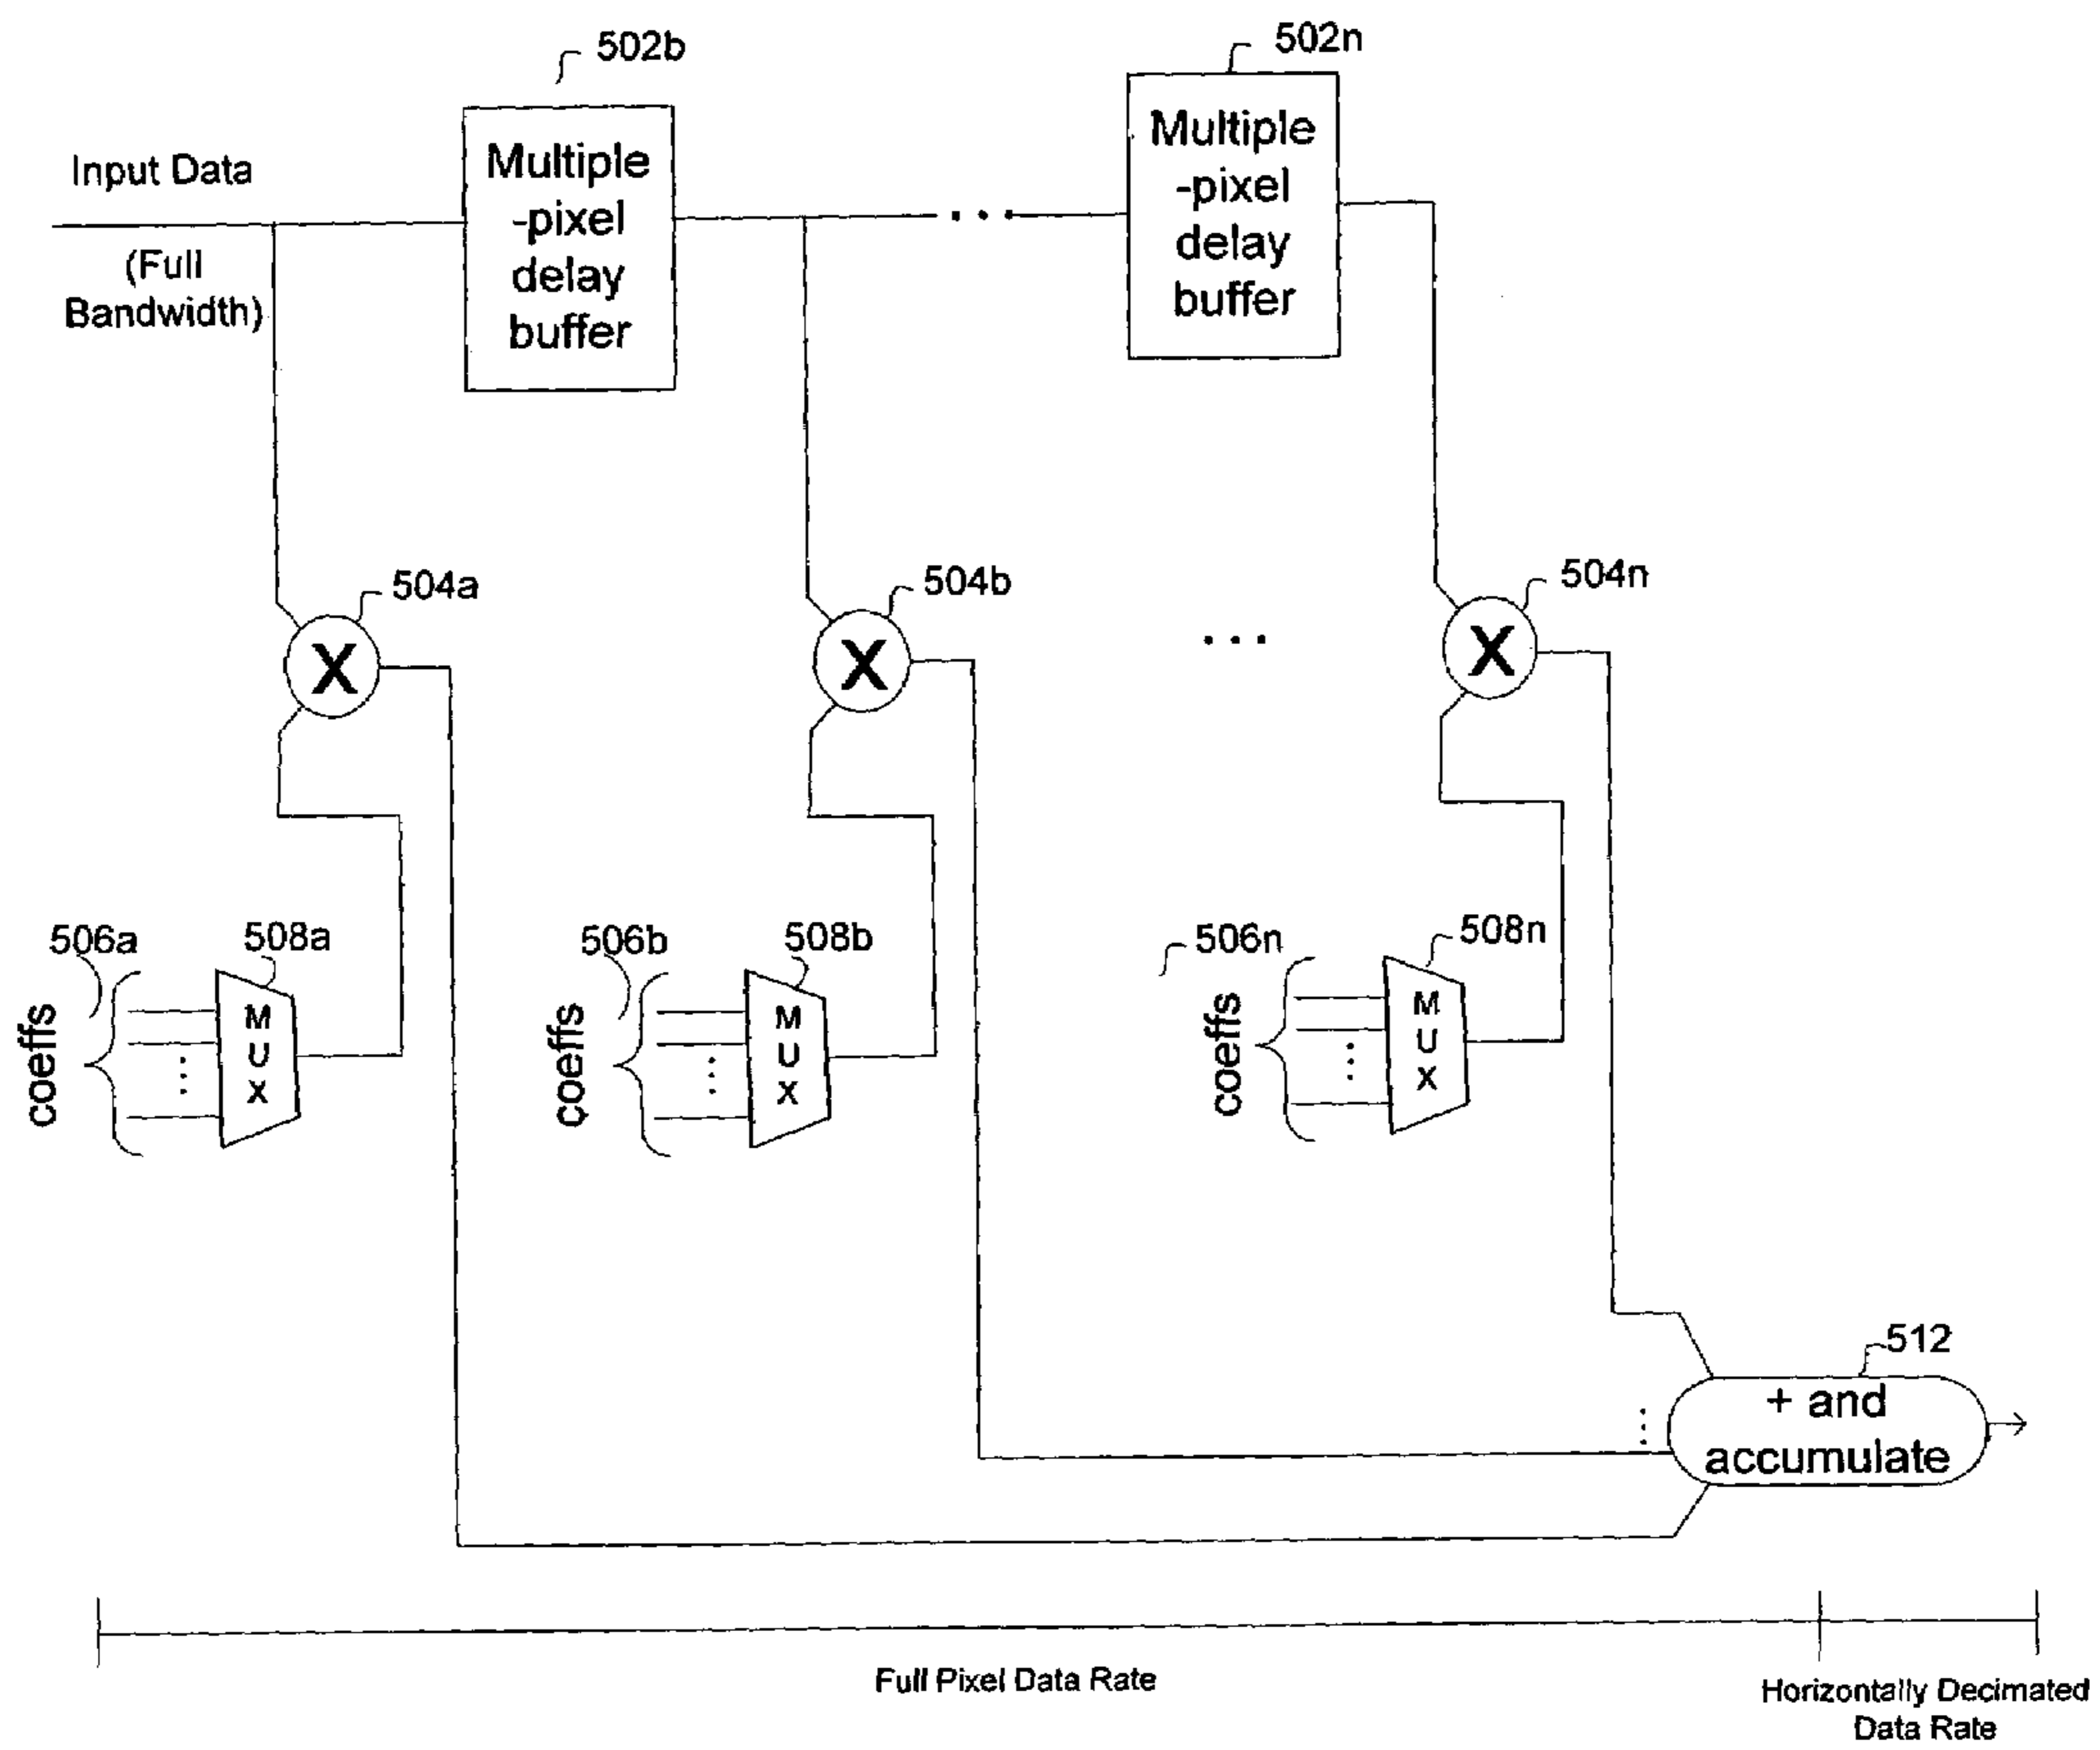 502b
502n
Input Data
(Full
Bandwidth)
Multiple
-pixel
delay
buffer
...
Multiple
-pixel
delay
buffer
504a
504b
504n
X
X
...
X
506a
508a
506b
508b
506n
508n
coeffs
M
U
X
coeffs
M
U
X
coeffs
M
U
X
512
+ and
accumulate
Full Pixel Data Rate
Horizontally Decimated
Data Rate